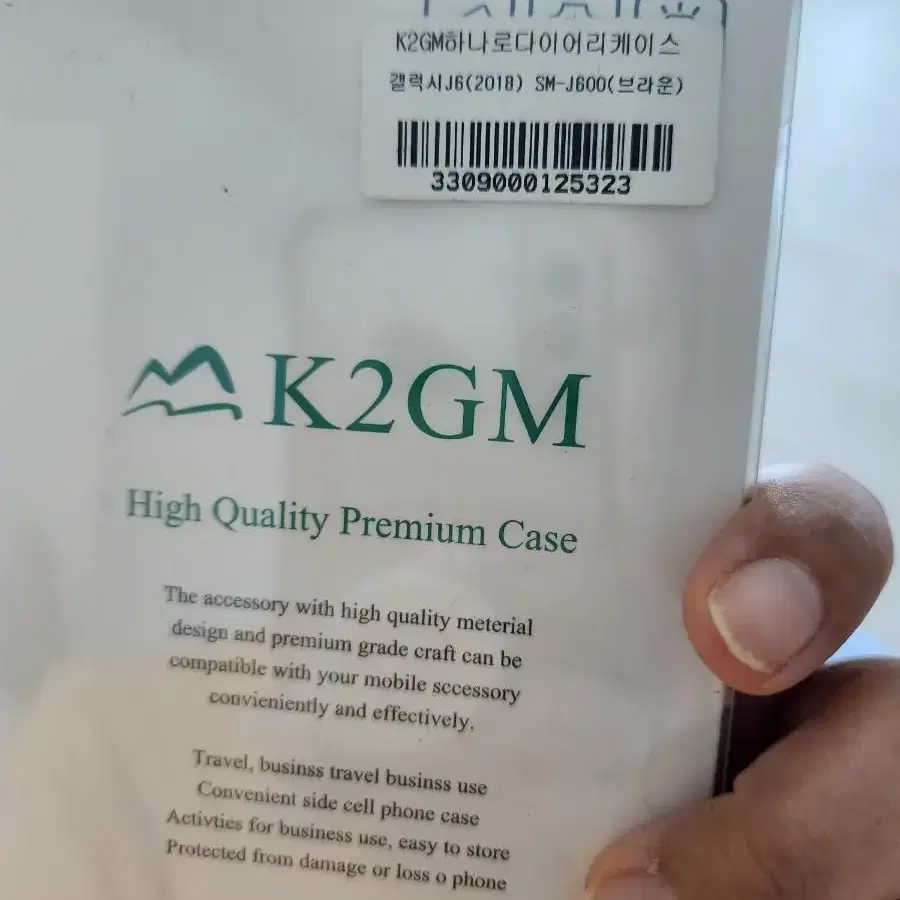 K2GM하나로다이어리케이스
갤럭시J6(2018) SM-J600(브라운)
3309000125323
K2GM
High Quality Premium Case
The accessory with high quality meterial
design and premium grade craft can be
compatible with your mobile sccessory
convieniently and effectively.
Travel, businss travel businss use
Convenient side cell phone case
Activties for business use, easy to store
Protected from damage or loss o phone